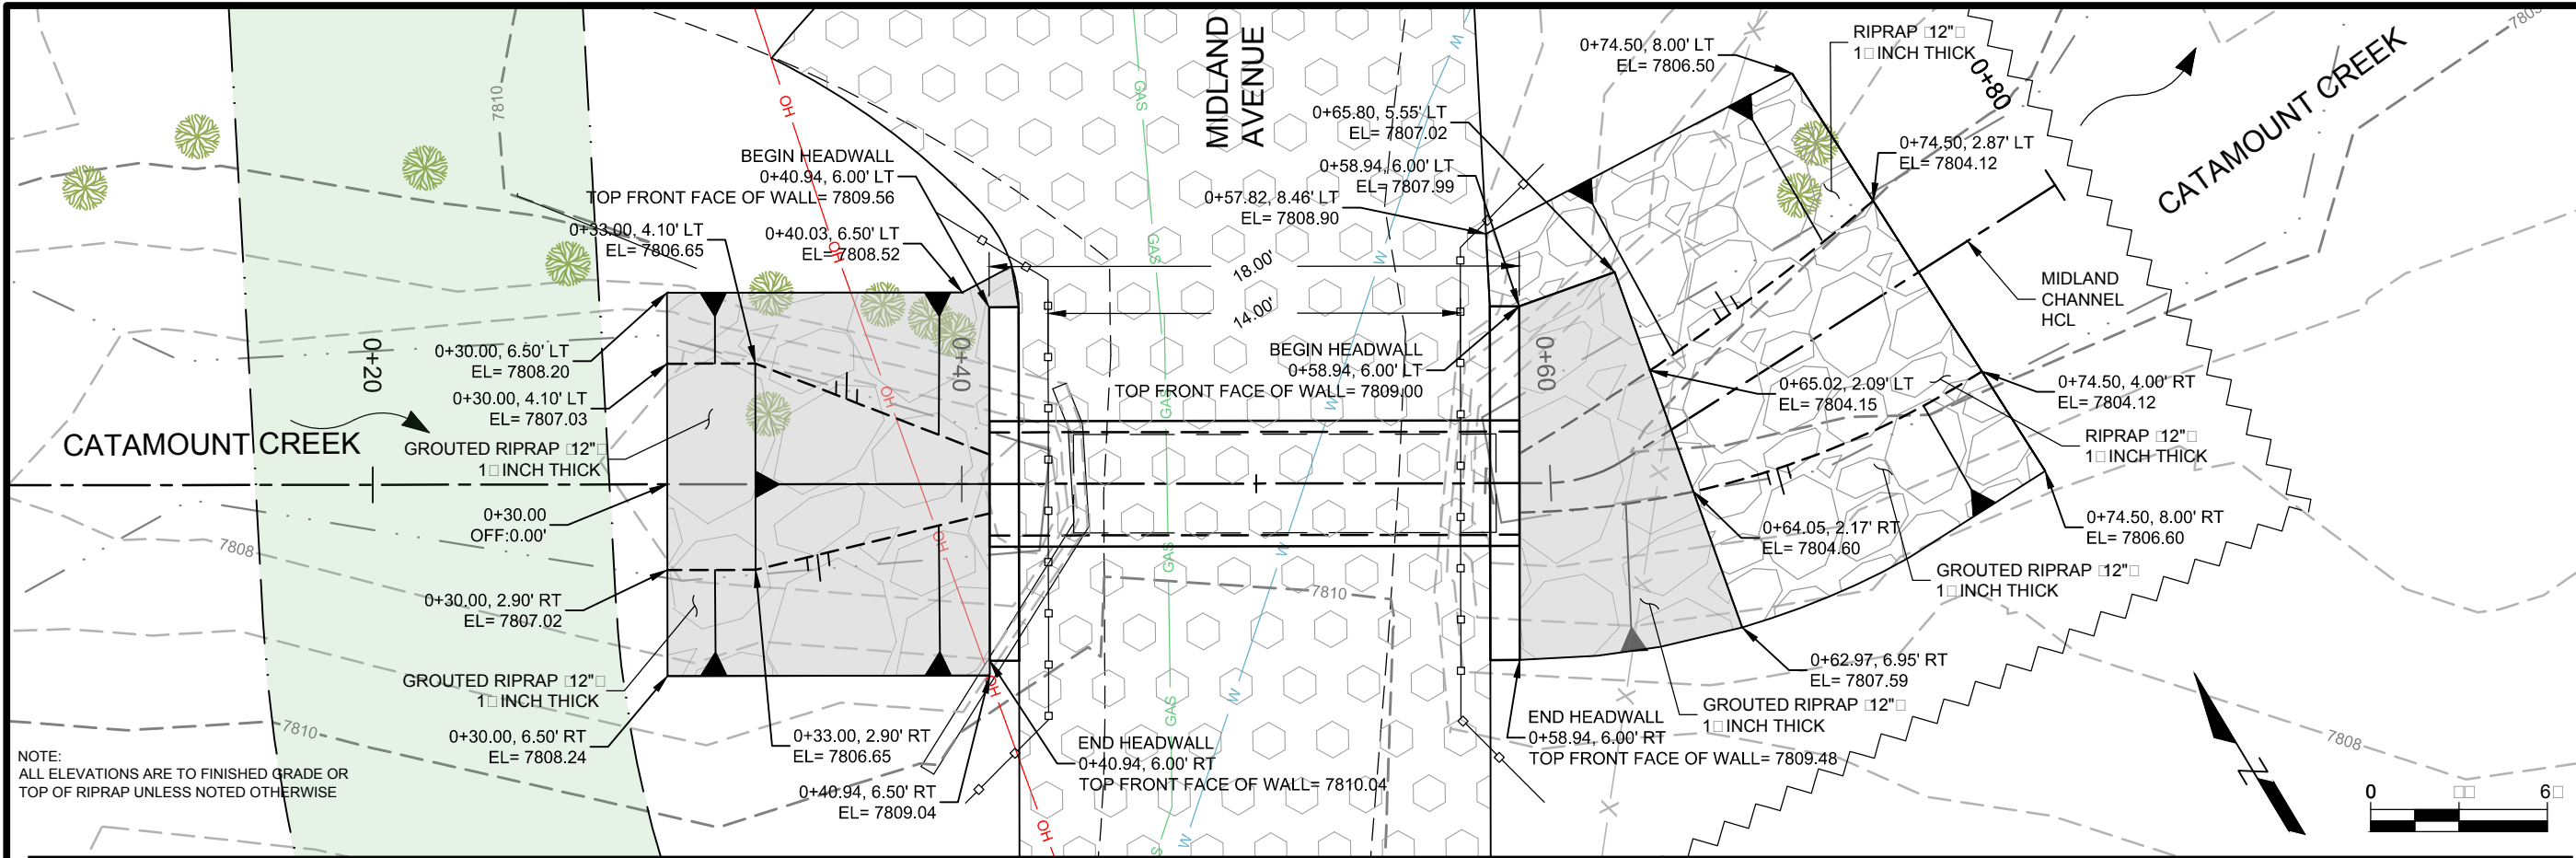 MIDLAND
AVENUE
CATAMOUNT CREEK
CATAMOUNT CREEK
0+20
0+40
0+60
0+80
BEGIN HEADWALL
0+40.94, 6.00' LT
TOP FRONT FACE OF WALL= 7809.56
0+33.00, 4.10' LT
EL= 7806.65
0+40.03, 6.50' LT
EL= 7808.52
0+30.00, 6.50' LT
EL= 7808.20
0+30.00, 4.10' LT
EL= 7807.03
GROUTED RIPRAP □12"□
1□ INCH THICK
0+30.00
OFF:0.00'
0+30.00, 2.90' RT
EL= 7807.02
GROUTED RIPRAP □12"□
1□ INCH THICK
0+30.00, 6.50' RT
EL= 7808.24
0+33.00, 2.90' RT
EL= 7806.65
0+40.94, 6.50' RT
EL= 7809.04
END HEADWALL
0+40.94, 6.00' RT
TOP FRONT FACE OF WALL= 7810.04
18.00'
14.00'
0+74.50, 8.00' LT
EL= 7806.50
0+65.80, 5.55' LT
EL= 7807.02
0+58.94, 6.00' LT
EL= 7807.99
0+57.82, 8.46' LT
EL= 7808.90
BEGIN HEADWALL
0+58.94, 6.00' LT
TOP FRONT FACE OF WALL= 7809.00
RIPRAP □12"□
1□ INCH THICK
0+74.50, 2.87' LT
EL= 7804.12
MIDLAND
CHANNEL
HCL
0+65.02, 2.09' LT
EL= 7804.15
0+74.50, 4.00' RT
EL= 7804.12
RIPRAP □12"□
1□ INCH THICK
0+64.05, 2.17' RT
EL= 7804.60
0+74.50, 8.00' RT
EL= 7806.60
GROUTED RIPRAP □12"□
1□ INCH THICK
0+62.97, 6.95' RT
EL= 7807.59
GROUTED RIPRAP □12"□
1□ INCH THICK
END HEADWALL
0+58.94, 6.00' RT
TOP FRONT FACE OF WALL= 7809.48
NOTE:
ALL ELEVATIONS ARE TO FINISHED GRADE OR
TOP OF RIPRAP UNLESS NOTED OTHERWISE
7810
7808
7810
7810
7808
OH
OH
OH
OH
OH
OH
GAS
GAS
GAS
GAS
GAS
W
W
W
W
W
W
X
X
X
X
X
X
N
0 □□ 6□